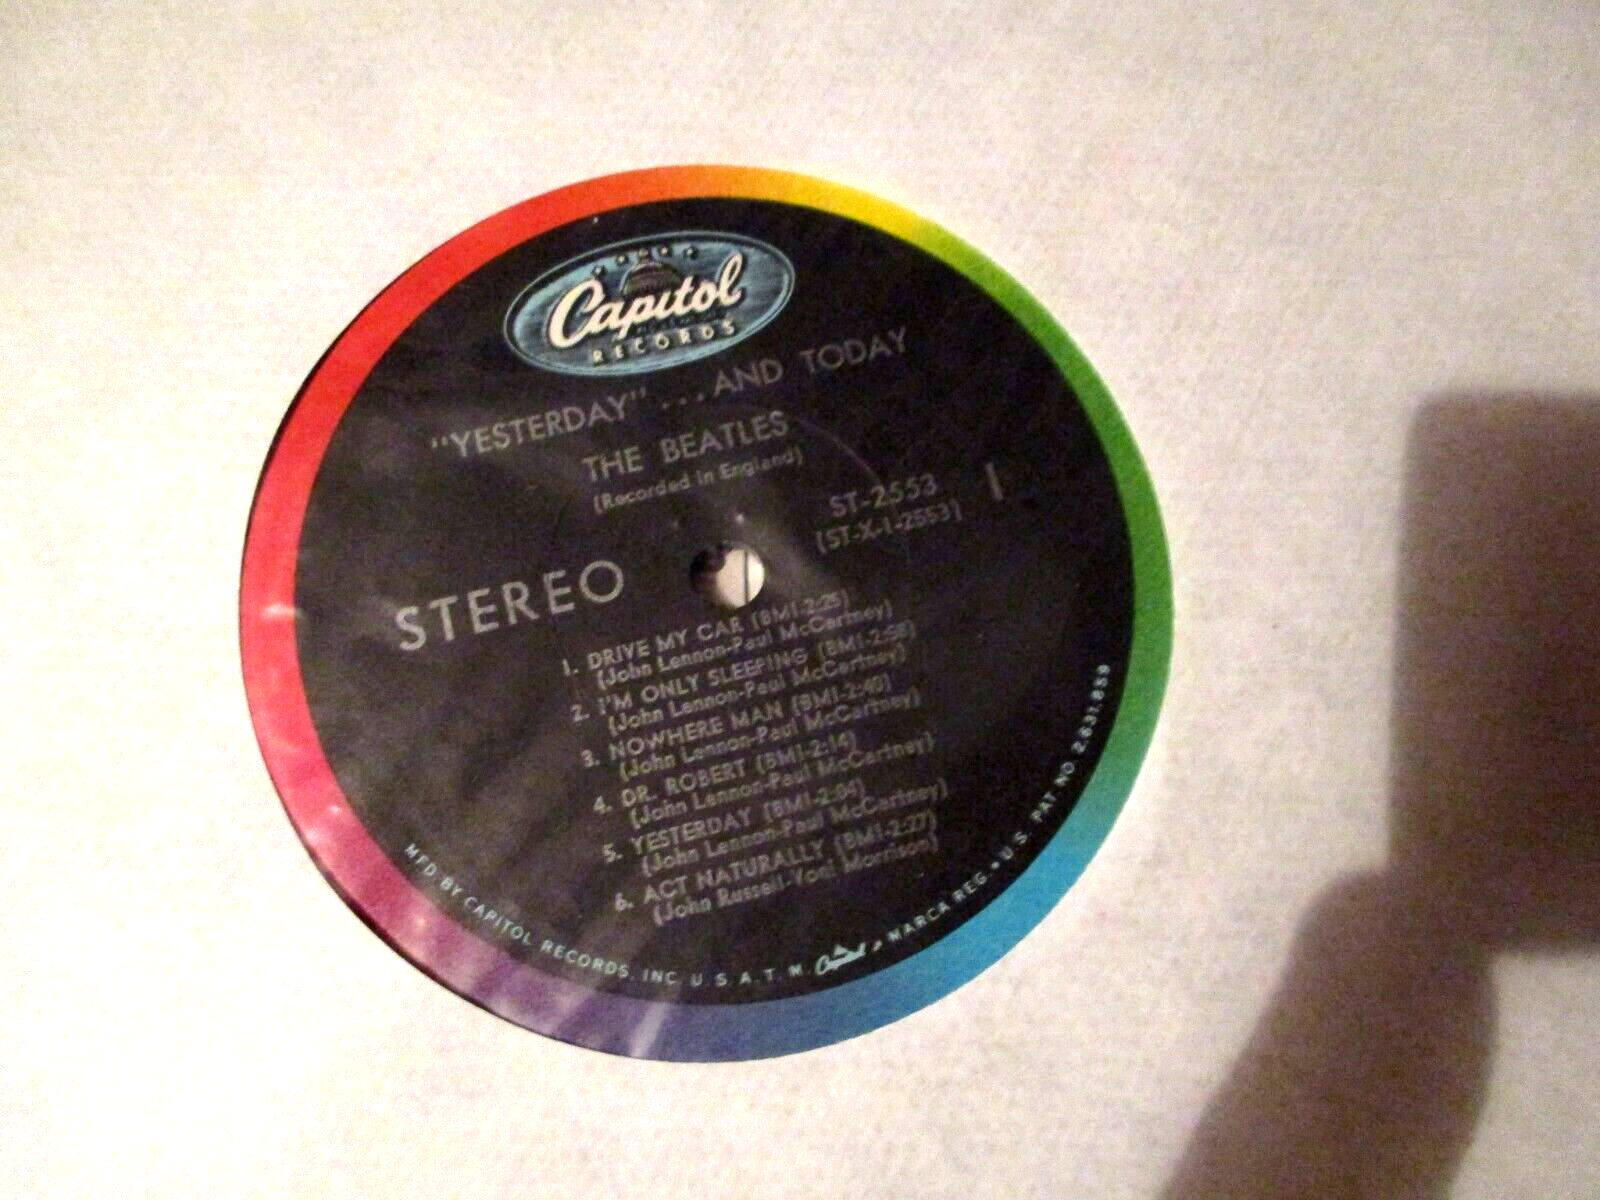 Capitol
RECORDS
"YESTERDAY"...AND TODAY
THE BEATLES
(Recorded in England)
ST-2553
(ST-X-1-2553)
1
STEREO
1. DRIVE MY CAR (BMI-2:25)
(John Lennon-Paul McCartney)
2. I'M ONLY SLEEPING (BMI-2:58)
(John Lennon-Paul McCartney)
3. NOWHERE MAN (BMI-2:40)
(John Lennon-Paul McCartney)
4. DR. ROBERT (BMI-2:14)
(John Lennon-Paul McCartney)
5. YESTERDAY (BMI-2:04)
(John Lennon-Paul McCartney)
6. ACT NATURALLY (BMI-2:27)
(John Russell-Voni Morrison)
MFD BY CAPITOL RECORDS, INC. U.S.A. T.M. Capitol • MARCA REG. • U.S. PAT. NO. 2,631,859